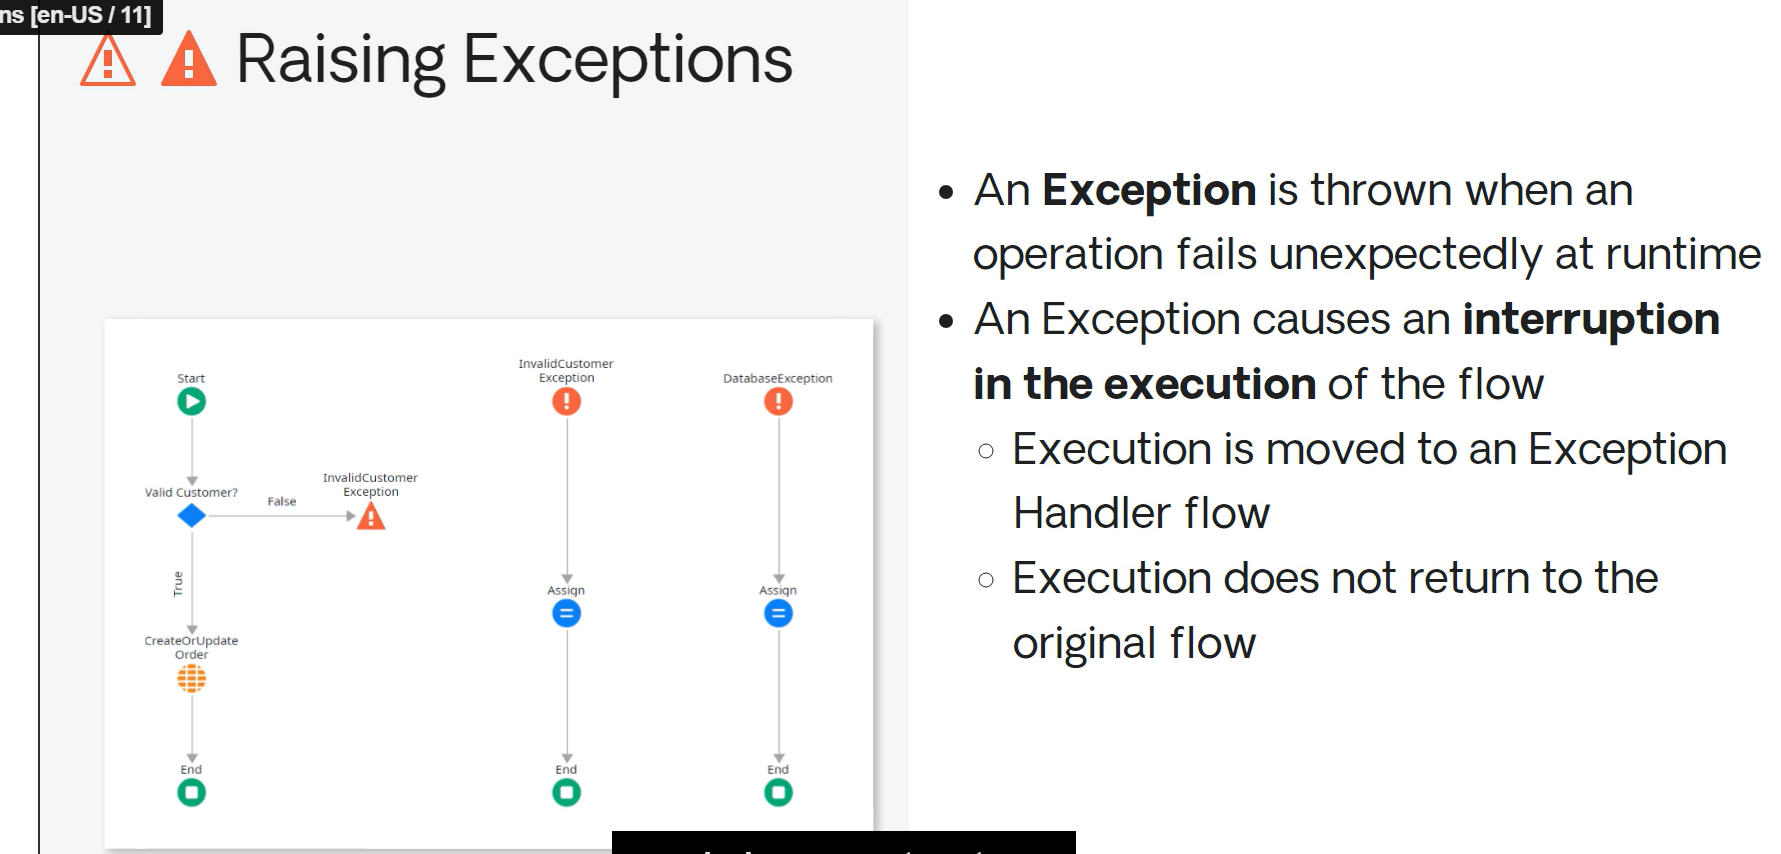 ns [en-US / 11]
Raising Exceptions
Start
Valid Customer?
False
InvalidCustomer
Exception
True
CreateOrUpdate
Order
End
InvalidCustomer
Exception
Assign
End
DatabaseException
Assign
End
An Exception is thrown when an
operation fails unexpectedly at runtime
An Exception causes an interruption
in the execution of the flow
Execution is moved to an Exception
Handler flow
Execution does not return to the
original flow